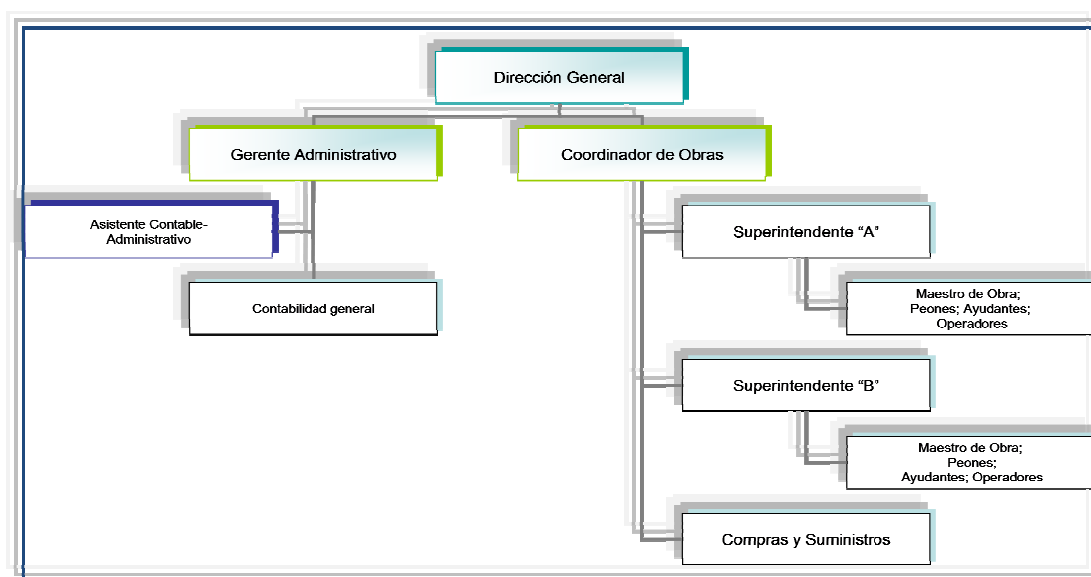 Dirección General
Gerente Administrativo
Coordinador de Obras
Asistente Contable-
Administrativo
Superintendente “A”
Contabilidad general
Maestro de Obra;
Peones; Ayudantes;
Operadores
Superintendente “B”
Maestro de Obra;
Peones;
Ayudantes; Operadores
Compras y Suministros